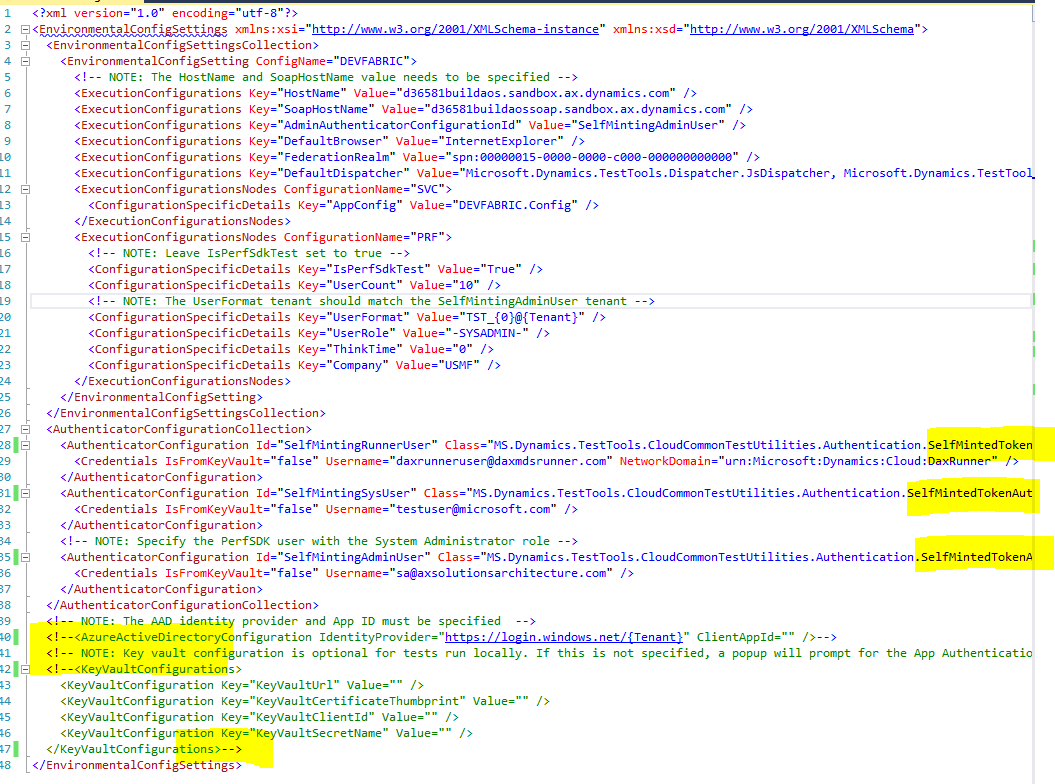 1 <?xml version="1.0" encoding="utf-8"?>
2 <EnvironmentalConfigSettings xmlns:xsi="http://www.w3.org/2001/XMLSchema-instance" xmlns:xsd="http://www.w3.org/2001/XMLSchema">
3 <EnvironmentalConfigSettingsCollection>
4 <EnvironmentalConfigSetting ConfigName="DEVFABRIC">
5 <!-- NOTE: The HostName and SoapHostName value needs to be specified -->
6 <ExecutionConfigurations Key="HostName" Value="d36581buildaos.sandbox.ax.dynamics.com" />
7 <ExecutionConfigurations Key="SoapHostName" Value="d36581buildaossoap.sandbox.ax.dynamics.com" />
8 <ExecutionConfigurations Key="AdminAuthenticatorConfigurationId" Value="SelfMintingAdminUser" />
9 <ExecutionConfigurations Key="DefaultBrowser" Value="InternetExplorer" />
10 <ExecutionConfigurations Key="FederationRealm" Value="spn:00000015-0000-0000-c000-000000000000" />
11 <ExecutionConfigurations Key="DefaultDispatcher" Value="Microsoft.Dynamics.TestTools.Dispatcher.JsDispatcher, Microsoft.Dynamics.TestTool
12 <ExecutionConfigurationsNodes ConfigurationName="SVC">
13 <ConfigurationSpecificDetails Key="AppConfig" Value="DEVFABRIC.Config" />
14 </ExecutionConfigurationsNodes>
15 <ExecutionConfigurationsNodes ConfigurationName="PRF">
16 <!-- NOTE: Leave IsPerfSdkTest set to true -->
17 <ConfigurationSpecificDetails Key="IsPerfSdkTest" Value="True" />
18 <ConfigurationSpecificDetails Key="UserCount" Value="10" />
19 <!-- NOTE: The UserFormat tenant should match the SelfMintingAdminUser tenant -->
20 <ConfigurationSpecificDetails Key="UserFormat" Value="TST_{0}@{Tenant}" />
21 <ConfigurationSpecificDetails Key="UserRole" Value="-SYSADMIN-" />
22 <ConfigurationSpecificDetails Key="ThinkTime" Value="0" />
23 <ConfigurationSpecificDetails Key="Company" Value="USMF" />
24 </ExecutionConfigurationsNodes>
25 </EnvironmentalConfigSetting>
26 </EnvironmentalConfigSettingsCollection>
27 <AuthenticatorConfigurationCollection>
28 <AuthenticatorConfiguration Id="SelfMintingRunnerUser" Class="MS.Dynamics.TestTools.CloudCommonTestUtilities.Authentication.SelfMintedToken
29 <Credentials IsFromKeyVault="false" Username="daxrunneruser@daxmdsrunner.com" NetworkDomain="urn:Microsoft:Dynamics:Cloud:DaxRunner" />
30 </AuthenticatorConfiguration>
31 <AuthenticatorConfiguration Id="SelfMintingSysUser" Class="MS.Dynamics.TestTools.CloudCommonTestUtilities.Authentication.SelfMintedTokenAut
32 <Credentials IsFromKeyVault="false" Username="testuser@microsoft.com" />
33 </AuthenticatorConfiguration>
34 <!-- NOTE: Specify the PerfSDK user with the System Administrator role -->
35 <AuthenticatorConfiguration Id="SelfMintingAdminUser" Class="MS.Dynamics.TestTools.CloudCommonTestUtilities.Authentication.SelfMintedTokenA
36 <Credentials IsFromKeyVault="false" Username="sa@axsolutionsarchitecture.com" />
37 </AuthenticatorConfiguration>
38 </AuthenticatorConfigurationCollection>
39 <!-- NOTE: The AAD identity provider and App ID must be specified -->
40 <!--<AzureActiveDirectoryConfiguration IdentityProvider="https://login.windows.net/{Tenant}" ClientAppId="" />-->
41 <!-- NOTE: Key vault configuration is optional for tests run locally. If this is not specified, a popup will prompt for the App Authenticatio
42 <!--<KeyVaultConfigurations>
43 <KeyVaultConfiguration Key="KeyVaultUrl" Value="" />
44 <KeyVaultConfiguration Key="KeyVaultCertificateThumbprint" Value="" />
45 <KeyVaultConfiguration Key="KeyVaultClientId" Value="" />
46 <KeyVaultConfiguration Key="KeyVaultSecretName" Value="" />
47 </KeyVaultConfigurations>-->
48 </EnvironmentalConfigSettings>